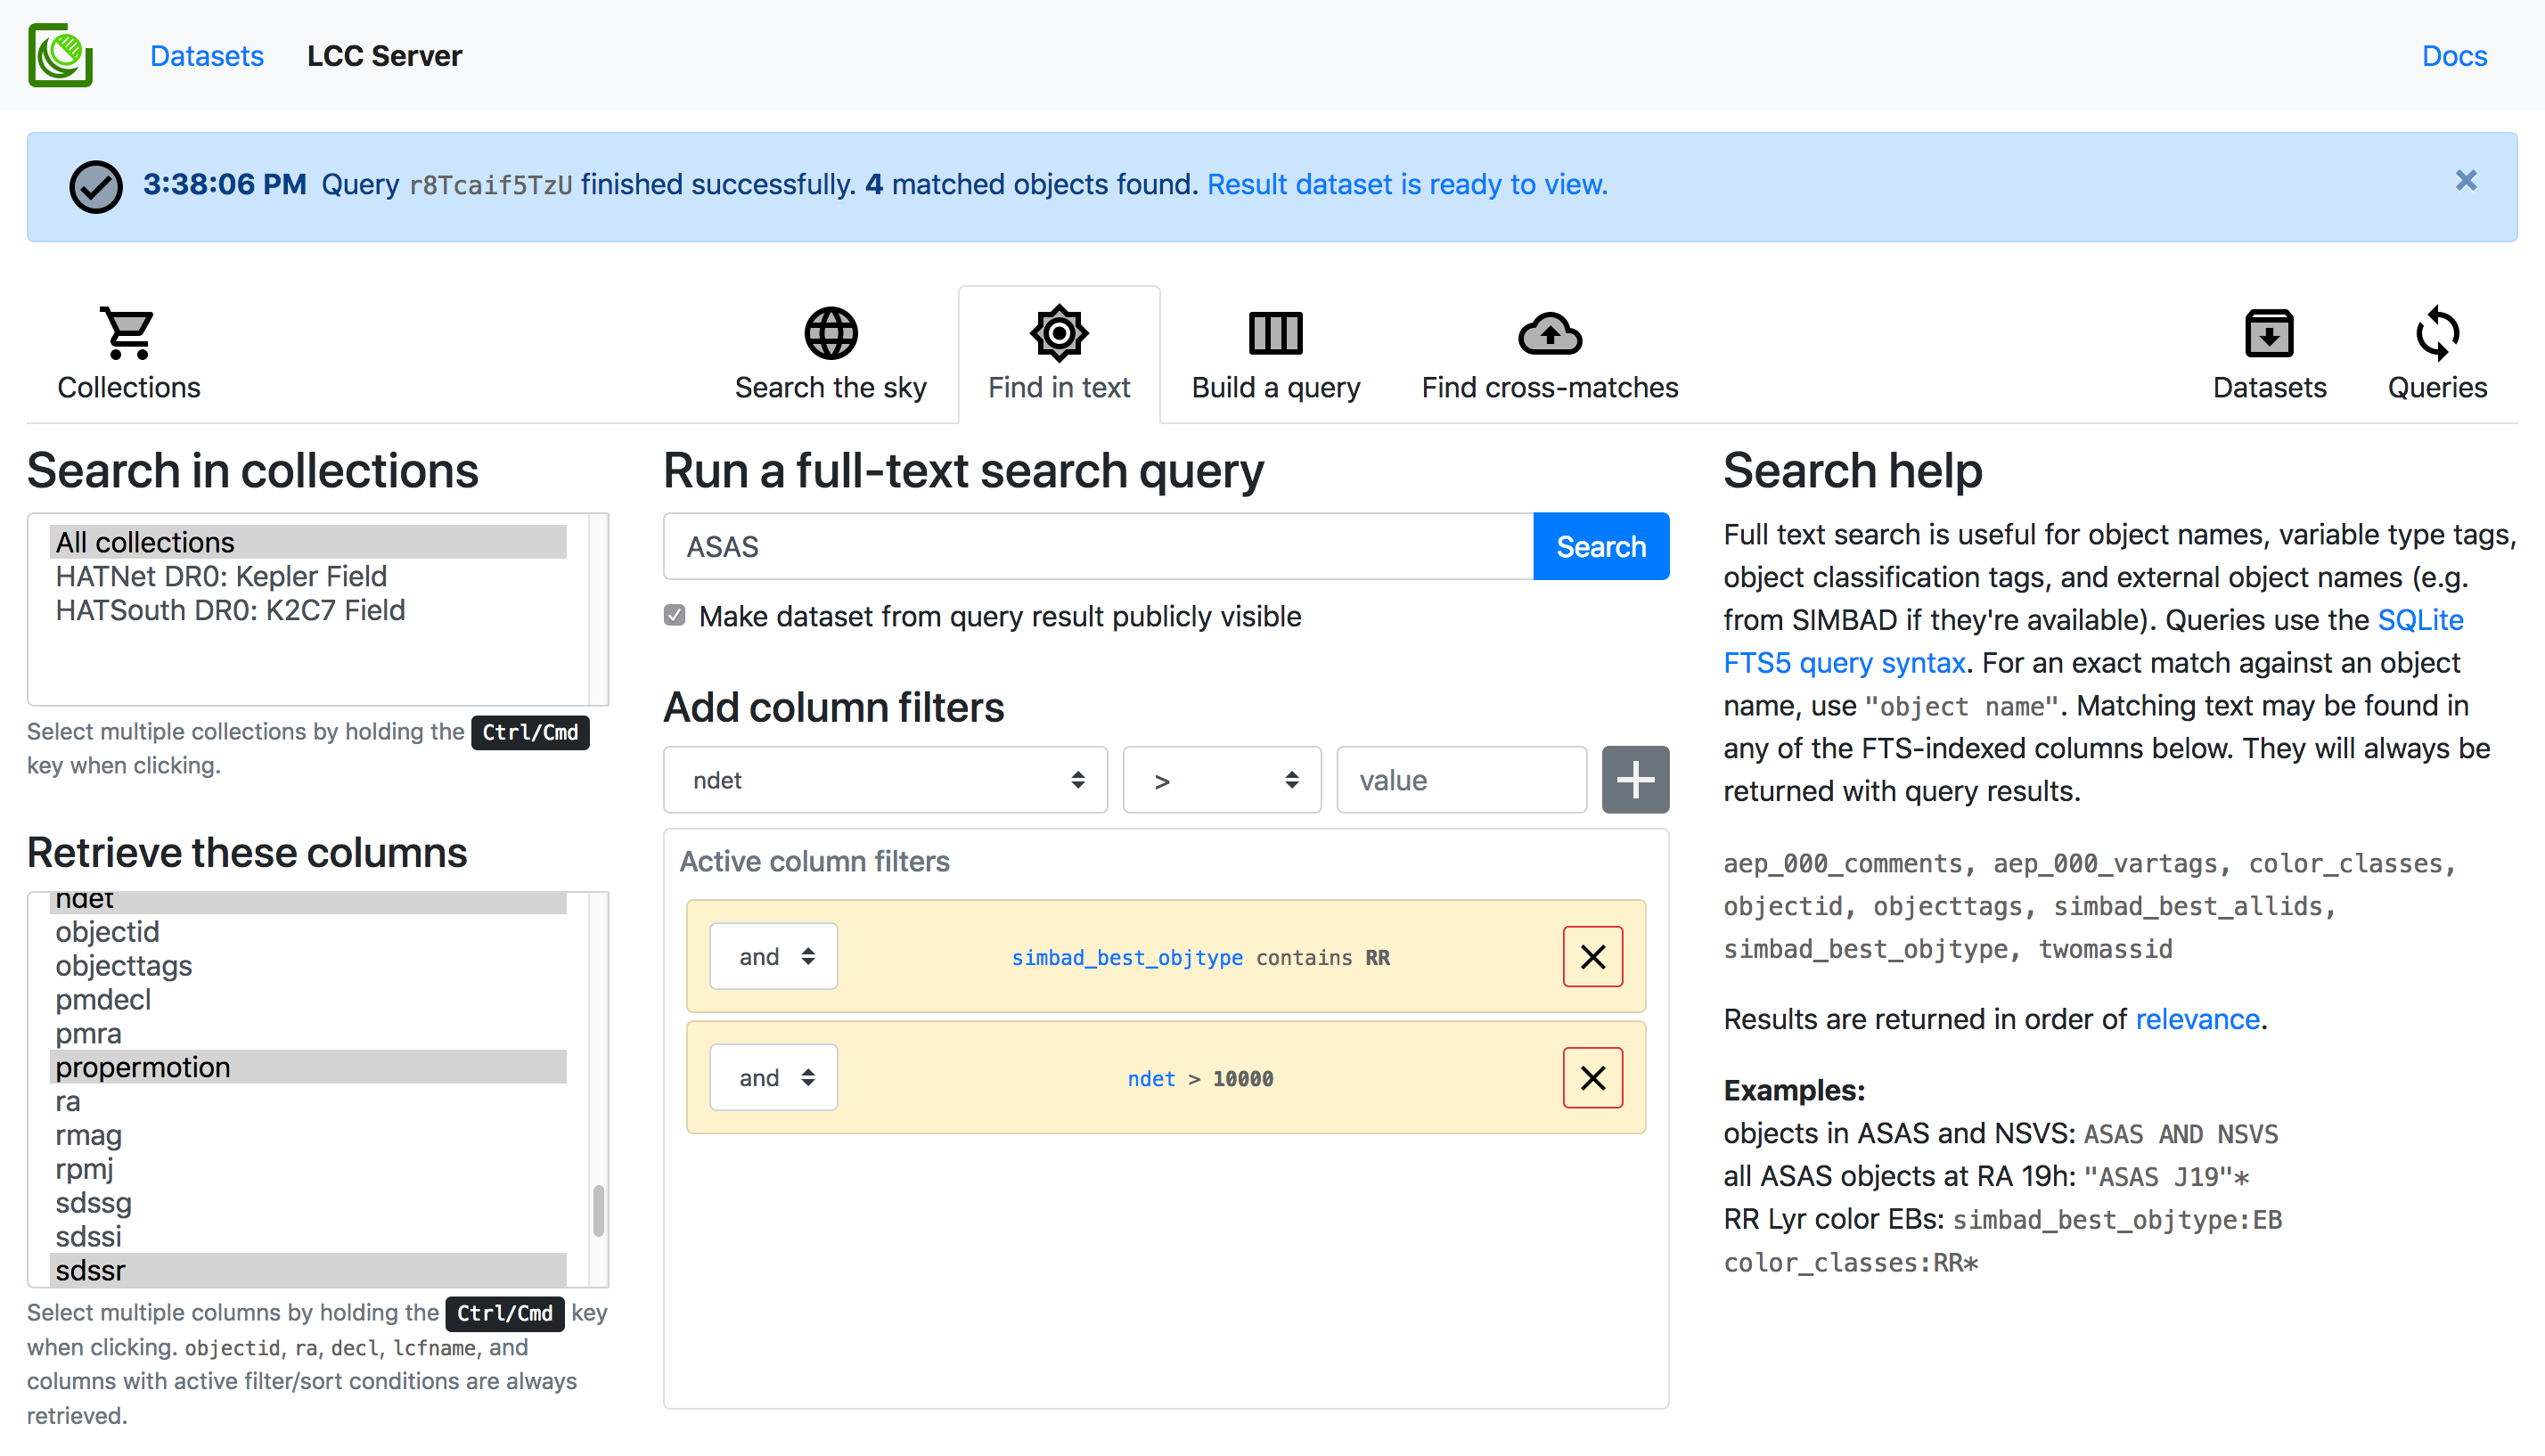 Datasets
LCC Server
Docs
3:38:06 PM Query r8Tcaif5TzU finished successfully. 4 matched objects found. Result dataset is ready to view.
×
Collections
Search the sky
Find in text
Build a query
Find cross-matches
Datasets
Queries
Search in collections
All collections
HATNet DR0: Kepler Field
HATSouth DR0: K2C7 Field
Select multiple collections by holding the Ctrl/Cmd
key when clicking.
Retrieve these columns
ndet
objectid
objecttags
pmdecl
pmra
propermotion
ra
rmag
rpmj
sdssg
sdssi
sdssr
Select multiple columns by holding the Ctrl/Cmd key
when clicking. objectid, ra, decl, lcfname, and
columns with active filter/sort conditions are always
retrieved.
Run a full-text search query
ASAS
Search
Make dataset from query result publicly visible
Add column filters
ndet
>
value
Active column filters
and
simbad_best_objtype contains RR
and
ndet > 10000
Search help
Full text search is useful for object names, variable type tags,
object classification tags, and external object names (e.g.
from SIMBAD if they're available). Queries use the SQLite
FTS5 query syntax. For an exact match against an object
name, use "object name". Matching text may be found in
any of the FTS-indexed columns below. They will always be
returned with query results.
aep_000_comments, aep_000_vartags, color_classes,
objectid, objecttags, simbad_best_allids,
simbad_best_objtype, twomassid
Results are returned in order of relevance.
Examples:
objects in ASAS and NSVS: ASAS AND NSVS
all ASAS objects at RA 19h: "ASAS J19"*
RR Lyr color EBs: simbad_best_objtype:EB
color_classes:RR*